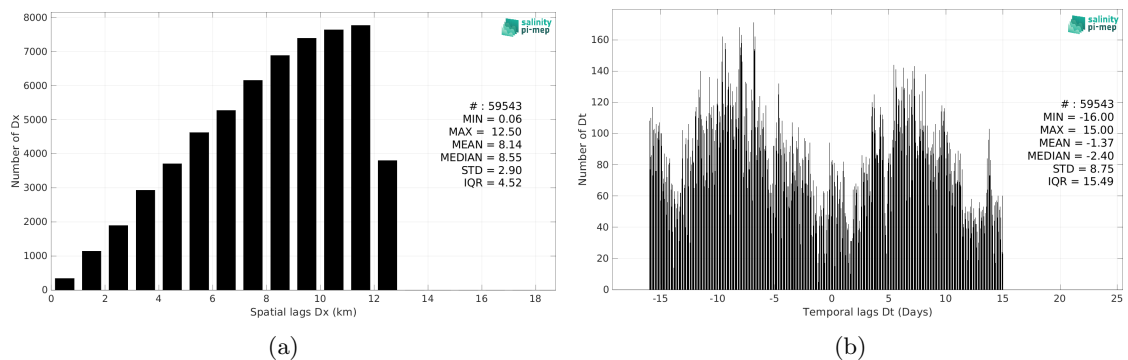 8000
7000
6000
5000
4000
3000
2000
1000
0
Number of Dx
0 2 4 6 8 10 12 14 16 18
Spatial lags Dx (km)
salinity
pi-mep
# : 59543
MIN = 0.06
MAX = 12.50
MEAN = 8.14
MEDIAN = 8.55
STD = 2.90
IQR = 4.52
(a)
160
140
120
100
80
60
40
20
0
Number of Dt
-15 -10 -5 0 5 10 15 20 25
Temporal lags Dt (Days)
salinity
pi-mep
# : 59543
MIN = -16.00
MAX = 15.00
MEAN = -1.37
MEDIAN = -2.40
STD = 8.75
IQR = 15.49
(b)